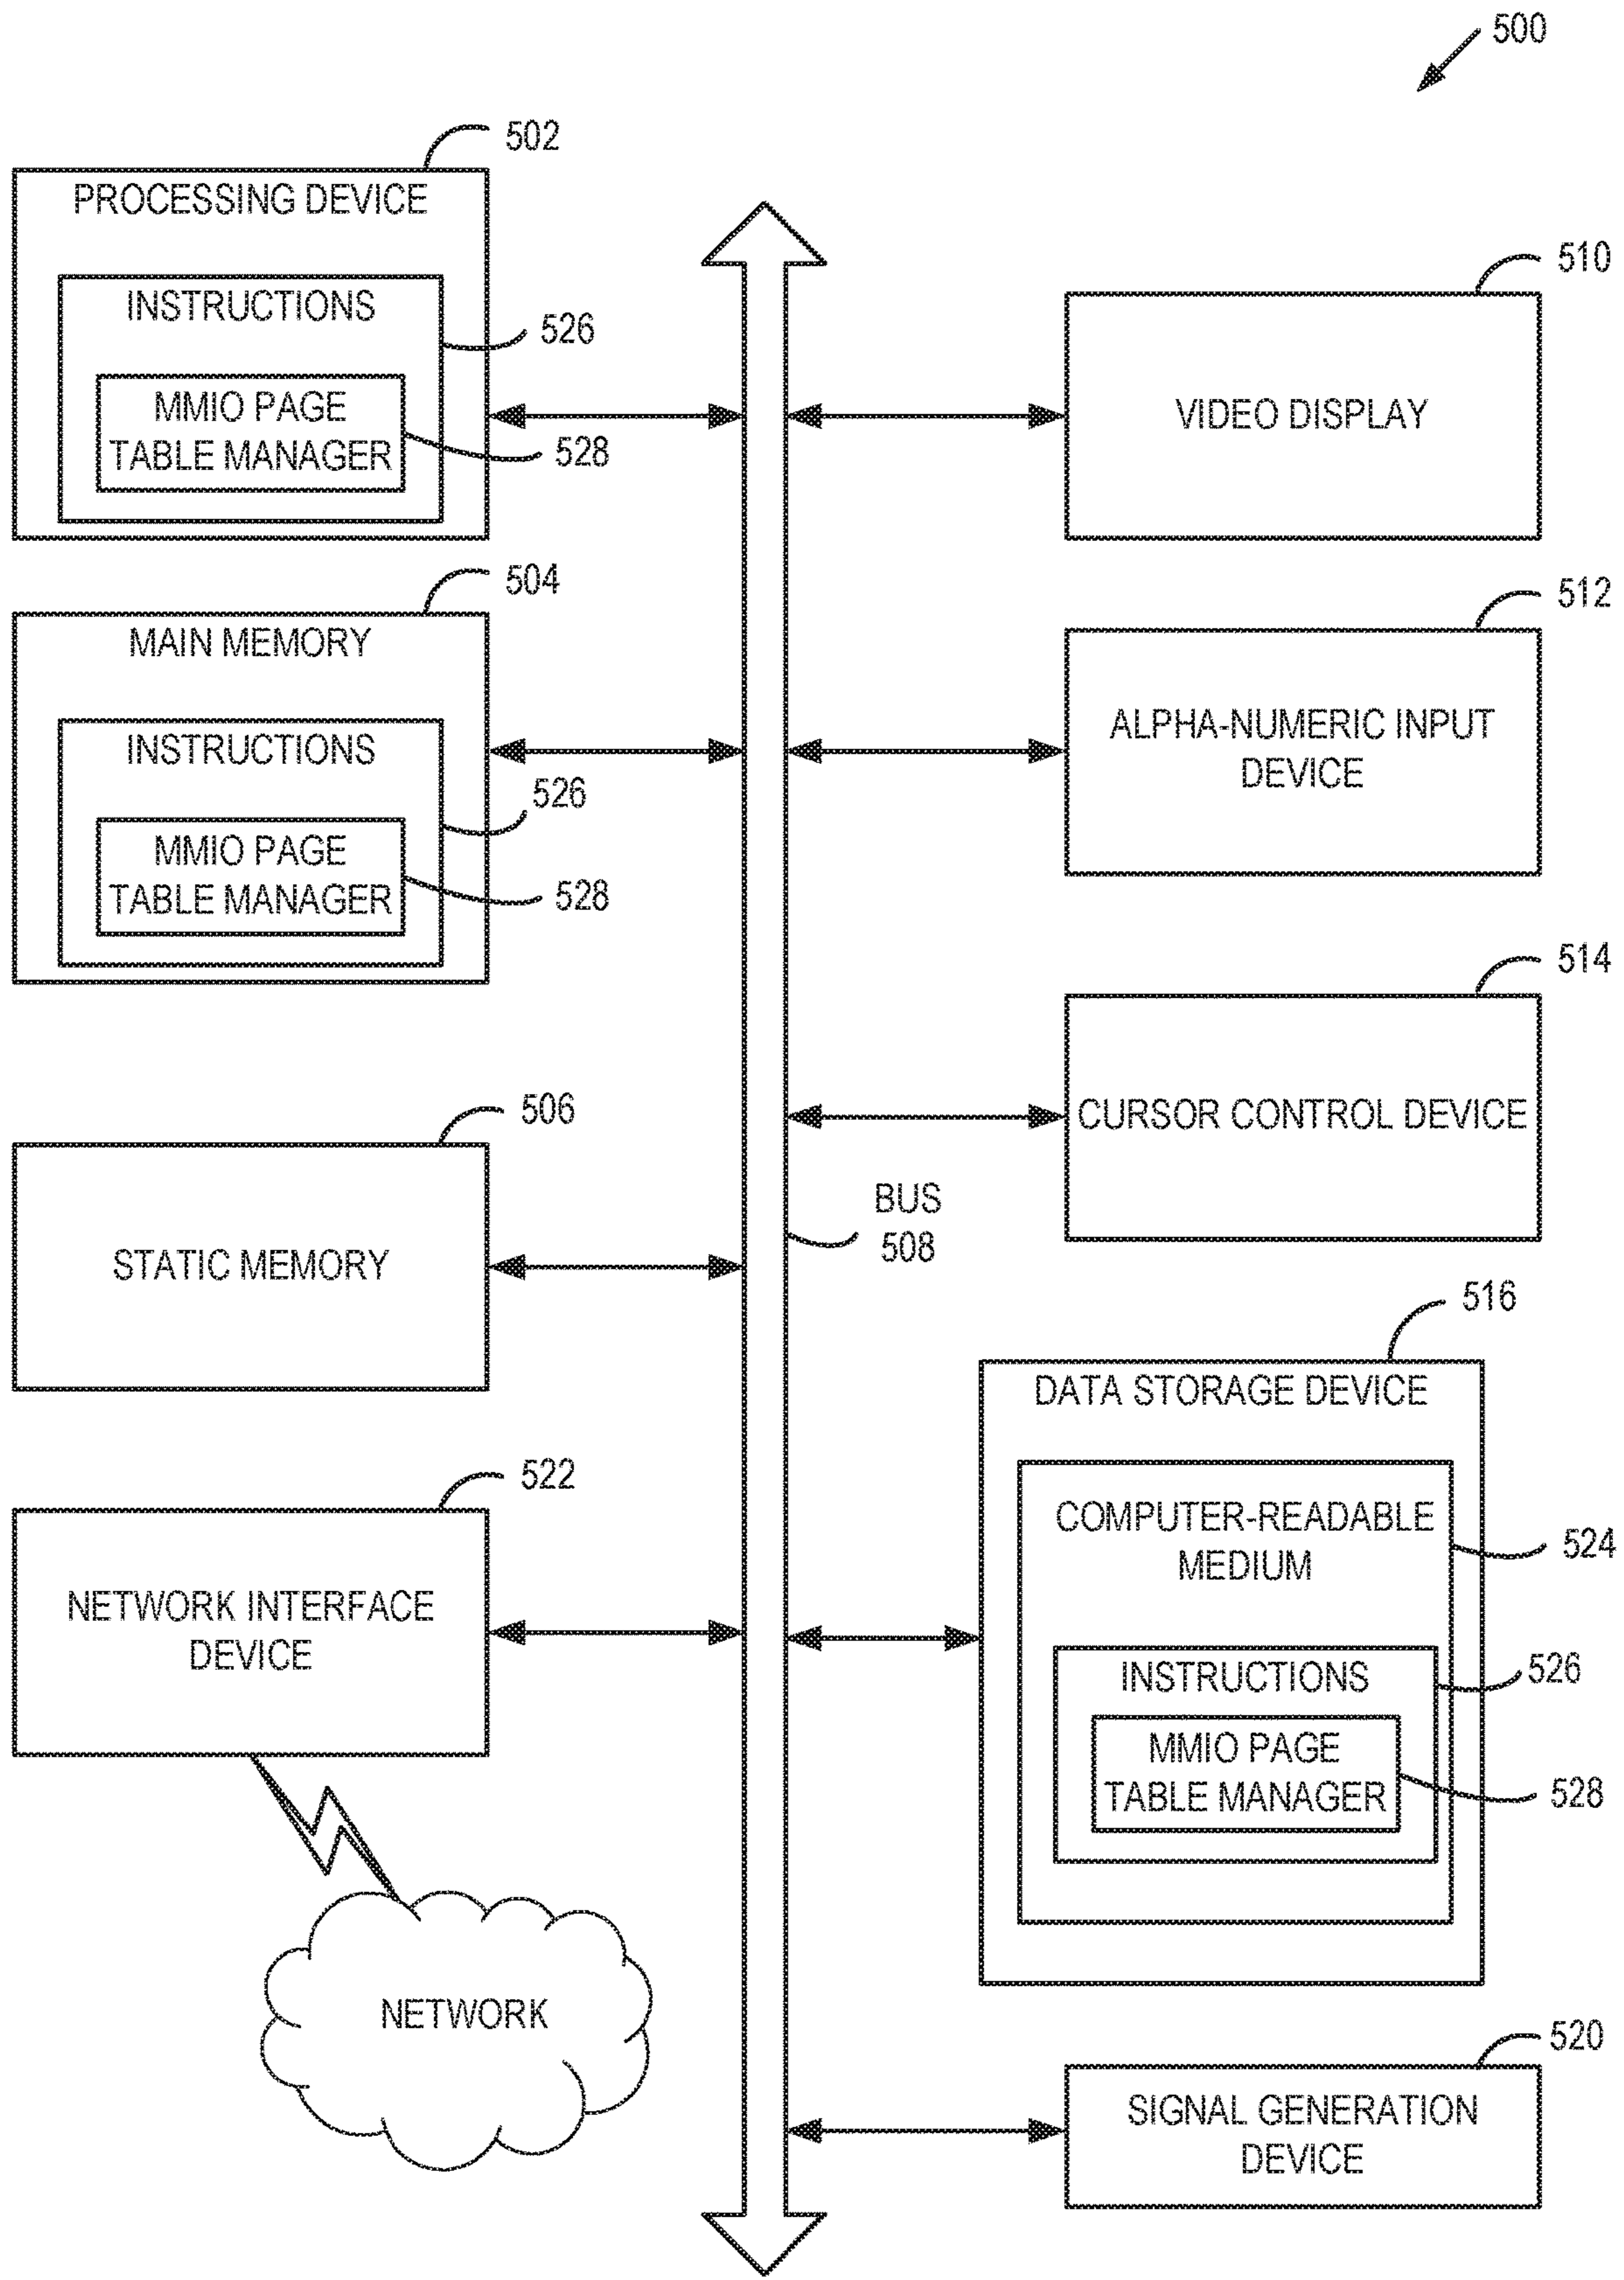 500
502
PROCESSING DEVICE
INSTRUCTIONS
526
MMIO PAGE
TABLE MANAGER
528
504
MAIN MEMORY
INSTRUCTIONS
526
MMIO PAGE
TABLE MANAGER
528
506
STATIC MEMORY
522
NETWORK INTERFACE
DEVICE
NETWORK
BUS
508
510
VIDEO DISPLAY
512
ALPHA-NUMERIC INPUT
DEVICE
514
CURSOR CONTROL DEVICE
516
DATA STORAGE DEVICE
COMPUTER-READABLE
MEDIUM
524
INSTRUCTIONS
526
MMIO PAGE
TABLE MANAGER
528
520
SIGNAL GENERATION
DEVICE